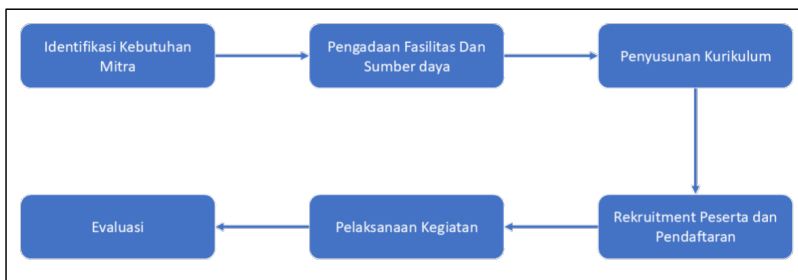 Identifikasi Kebutuhan
Mitra
Pengadaan Fasilitas Dan
Sumber daya
Penyusunan Kurikulum
Rekruitment Peserta dan
Pendaftaran
Pelaksanaan Kegiatan
Evaluasi